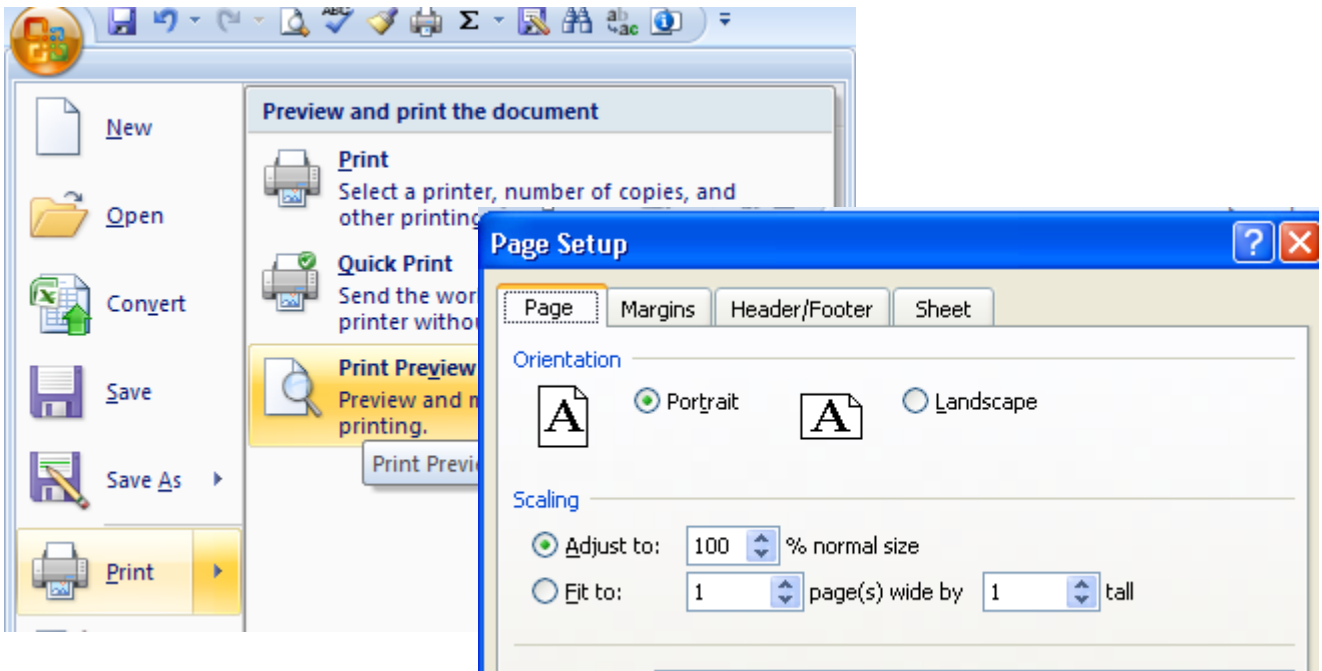 ABC Σ ab ac
New
Open
Convert
Save
Save As
Print
Preview and print the document
Print
Select a printer, number of copies, and
other printing
Quick Print
Send the wor
printer withou
Print Preview
Preview and
printing.
Print Previ
Page Setup
Page Margins Header/Footer Sheet
Orientation
A Portrait A Landscape
Scaling
Adjust to: 100 % normal size
Fit to: 1 page(s) wide by 1 tall